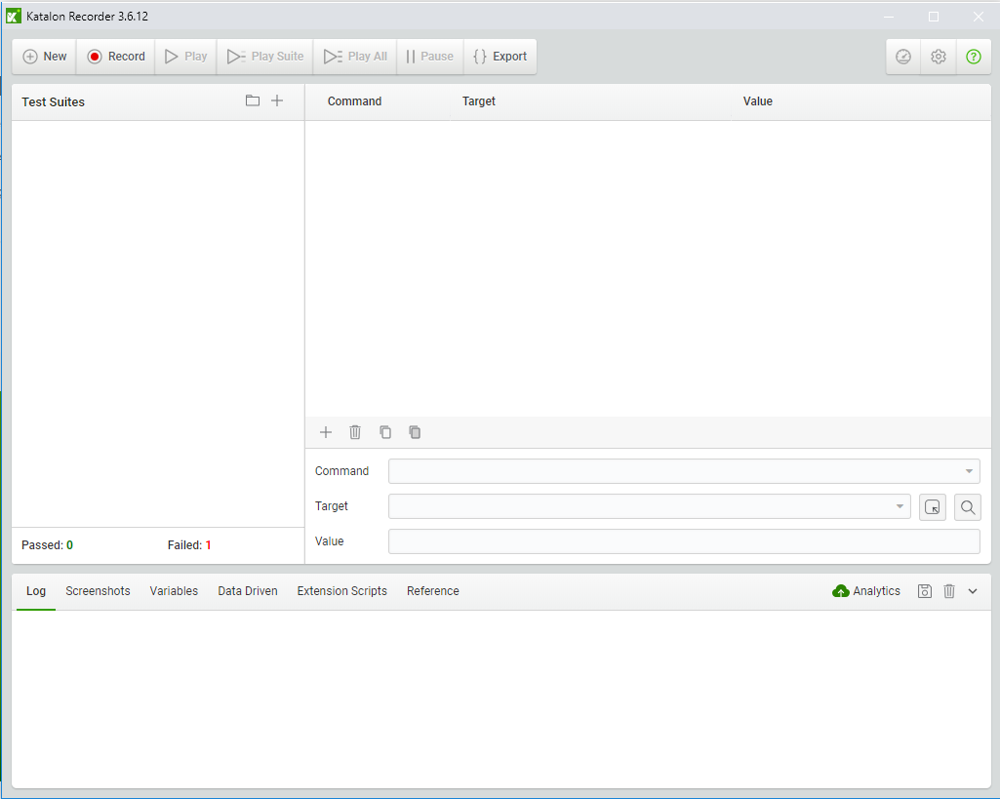 Katalon Recorder 3.6.12
New Record Play Play Suite Play All Pause Export
Test Suites
Command Target Value
Command
Target
Value
Passed: 0 Failed: 1
Log Screenshots Variables Data Driven Extension Scripts Reference Analytics